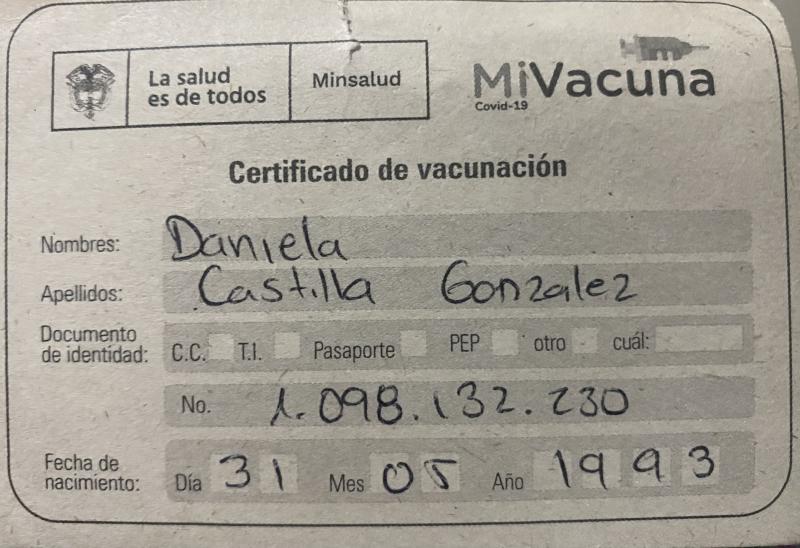 La salud
es de todos
Minsalud
MiVacuna
Covid-19
Certificado de vacunación
Nombres: Daniela
Apellidos: Castilla Gonzalez
Documento
de identidad: C.C. T.I. Pasaporte PEP otro cuál:
No. 1.098.132.230
Fecha de
nacimiento: Día 31 Mes 05 Año 1993